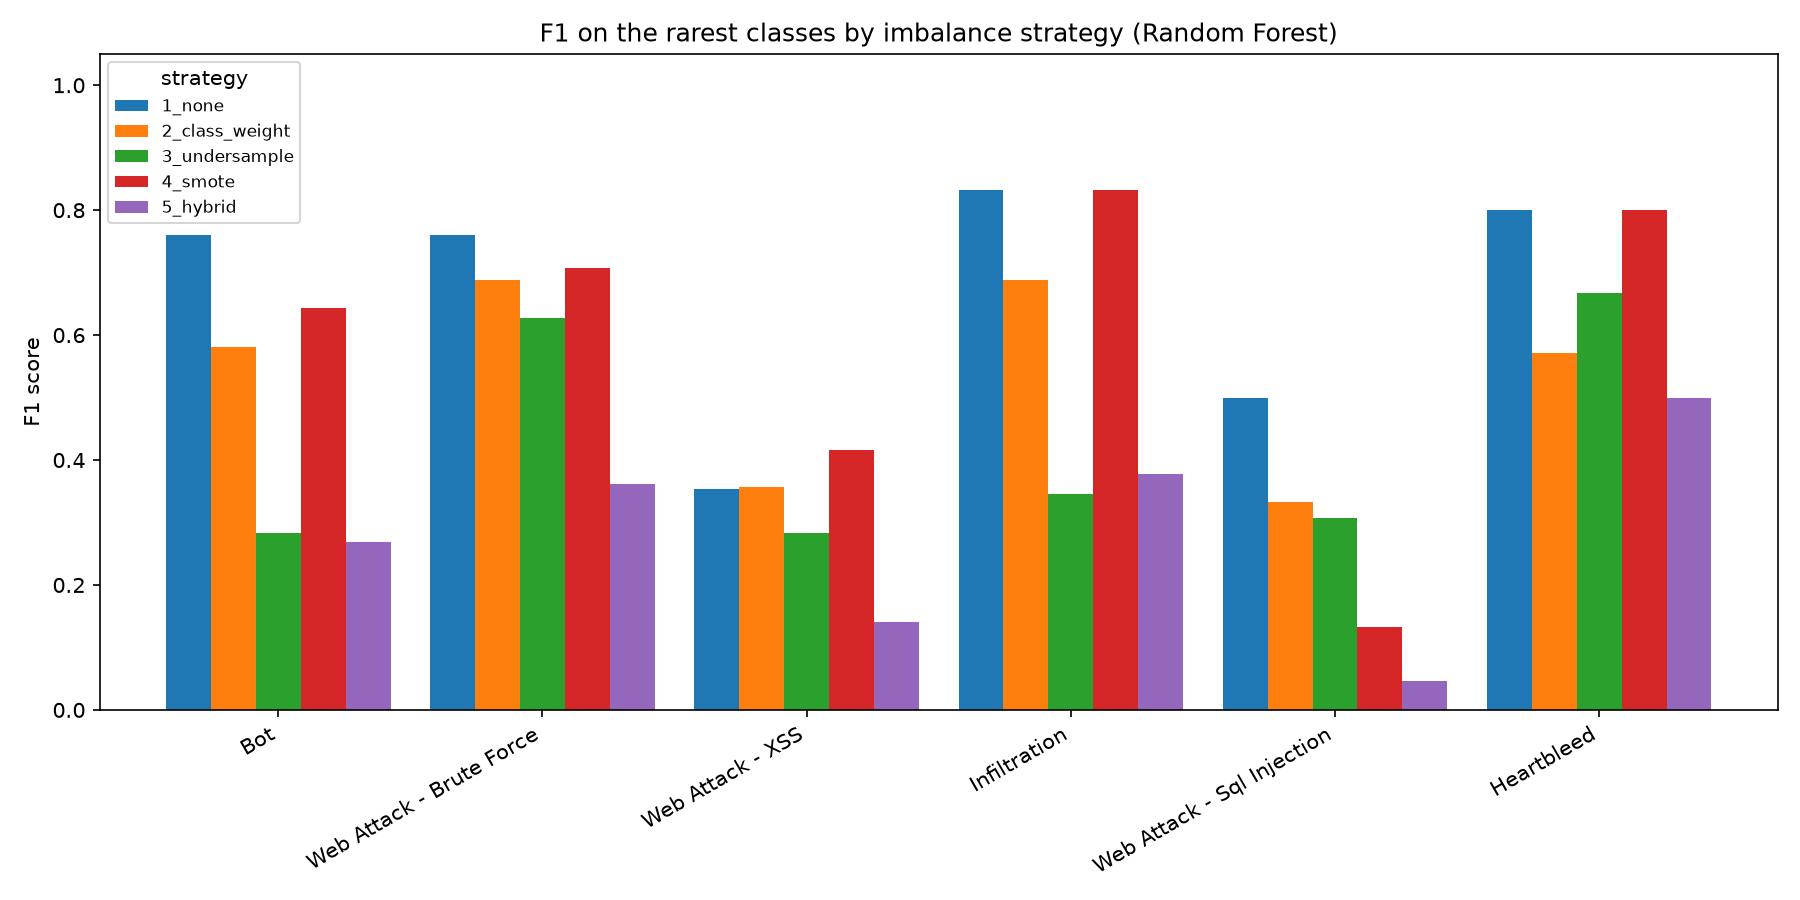 F1 on the rarest classes by imbalance strategy (Random Forest)
strategy
1_none
2_class_weight
3_undersample
4_smote
5_hybrid
F1 score
1.0
0.8
0.6
0.4
0.2
0.0
Bot
Web Attack - Brute Force
Web Attack - XSS
Infiltration
Web Attack - Sql Injection
Heartbleed